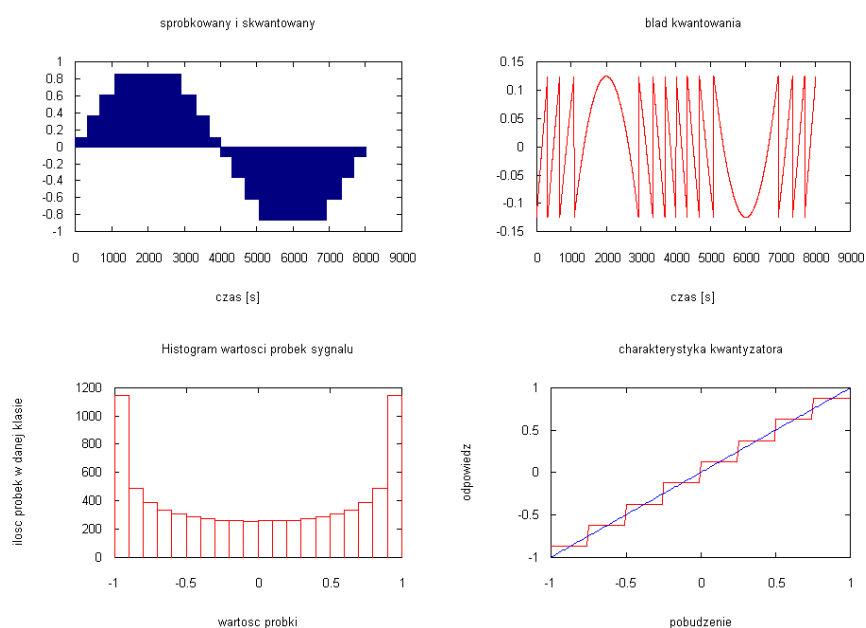 sprobkowany i skwantowany
1
0.8
0.6
0.4
0.2
0
-0.2
-0.4
-0.6
-0.8
-1
0 1000 2000 3000 4000 5000 6000 7000 8000 9000
czas [s]
blad kwantowania
0.15
0.1
0.05
0
-0.05
-0.1
-0.15
0 1000 2000 3000 4000 5000 6000 7000 8000 9000
czas [s]
Histogram wartosci probek sygnalu
ilosc probek w danej klasie
1200
1000
800
600
400
200
0
-1 -0.5 0 0.5 1
wartosc probki
charakterystyka kwantyzatora
odpowiedz
1
0.5
0
-0.5
-1
-1 -0.5 0 0.5 1
pobudzenie